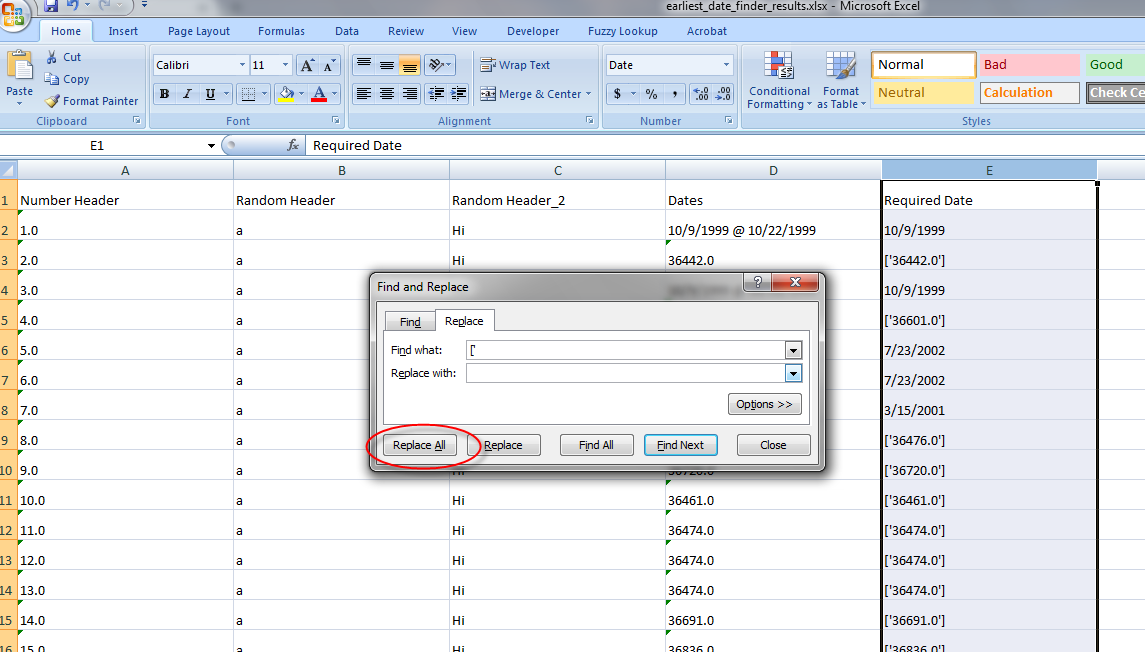 earliest_date_finder_results.xlsx - Microsoft Excel
Home Insert Page Layout Formulas Data Review View Developer Fuzzy Lookup Acrobat
Paste
Cut
Copy
Format Painter
Clipboard
Calibri 11 A A
B I U A
Font
Wrap Text
Merge & Center
Alignment
Date
$ % , .00 .0 .00 .0
Number
Conditional Formatting
Format as Table
Normal Bad Good
Neutral Calculation Check Ce
Styles
E1 fx Required Date
A B C D E
1 Number Header Random Header Random Header_2 Dates Required Date
2 1.0 a Hi 10/9/1999 @ 10/22/1999 10/9/1999
3 2.0 a Hi 36442.0 ['36442.0']
4 3.0 a 10/9/1999
5 4.0 a ['36601.0']
6 5.0 a 7/23/2002
7 6.0 a 7/23/2002
8 7.0 a 3/15/2001
9 8.0 a ['36476.0']
10 9.0 a Hi 36720.0 ['36720.0']
11 10.0 a Hi 36461.0 ['36461.0']
12 11.0 a Hi 36474.0 ['36474.0']
13 12.0 a Hi 36474.0 ['36474.0']
14 13.0 a Hi 36474.0 ['36474.0']
15 14.0 a Hi 36691.0 ['36691.0']
16 15.0 a Hi 36836.0 ['36836.0']
Find and Replace
?
Find Replace
Find what: ['
Replace with:
Options >>
Replace All Replace Find All Find Next Close